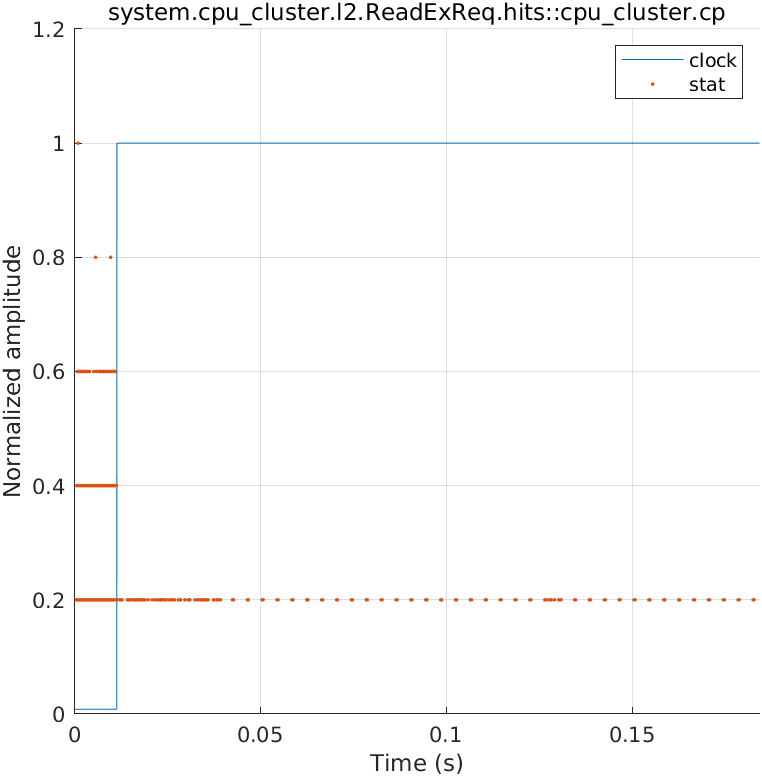 system.cpu_cluster.l2.ReadExReq.hits::cpu_cluster.cp
1.2
clock
stat
1
0.8
Normalized amplitude
0.6
0.4
0.2
0
0
0.05
0.1
0.15
Time (s)